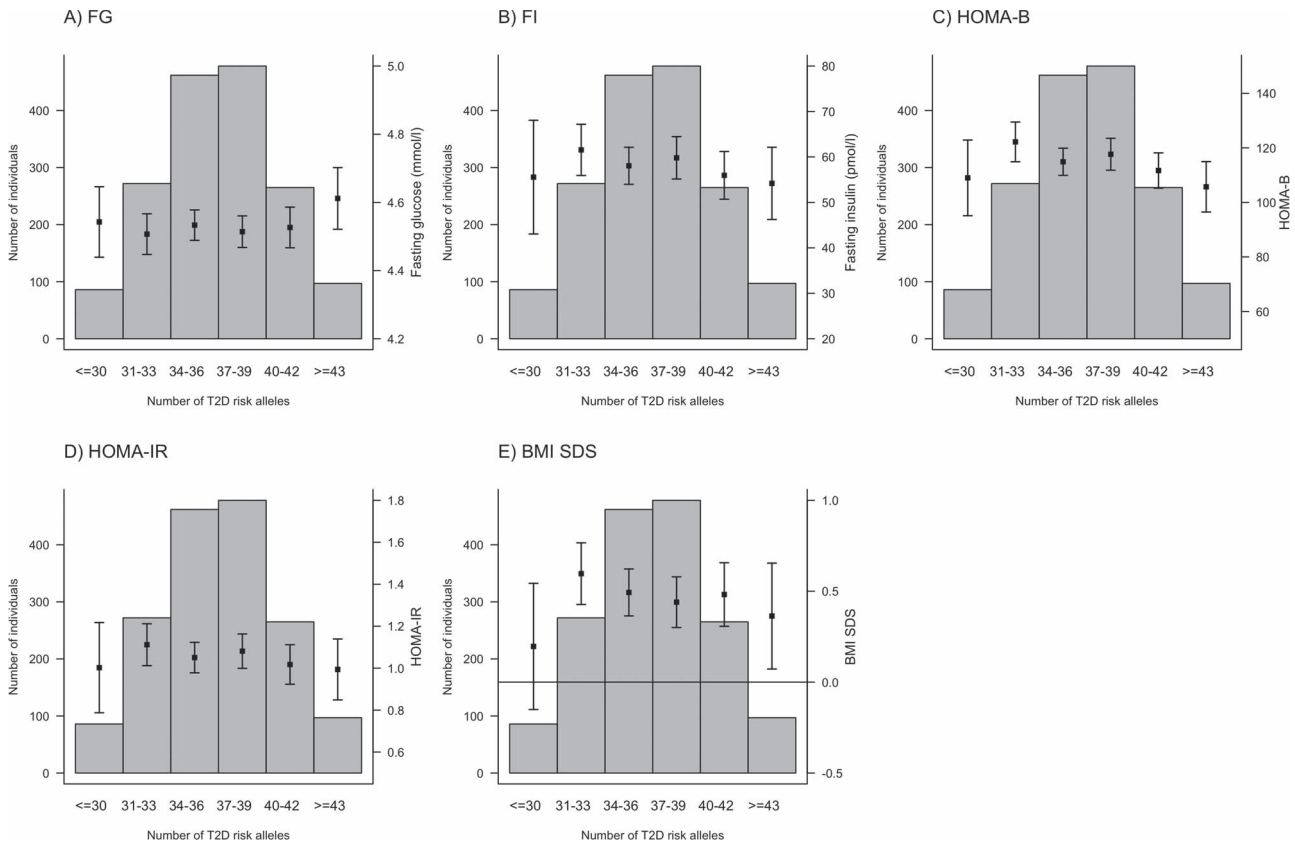 A) FG
B) FI
C) HOMA-B
5.0
4.8
4.6
4.4
4.2
400
300
200
100
0
Number of individuals
Fasting glucose (mmol/l)
<=30 31-33 34-36 37-39 40-42 >=43
Number of T2D risk alleles
80
70
60
50
40
30
20
400
300
200
100
0
Number of individuals
Fasting insulin (pmol/l)
<=30 31-33 34-36 37-39 40-42 >=43
Number of T2D risk alleles
140
120
100
80
60
400
300
200
100
0
Number of individuals
HOMA-B
<=30 31-33 34-36 37-39 40-42 >=43
Number of T2D risk alleles
D) HOMA-IR
E) BMI SDS
1.8
1.6
1.4
1.2
1.0
0.8
0.6
400
300
200
100
0
Number of individuals
HOMA-IR
<=30 31-33 34-36 37-39 40-42 >=43
Number of T2D risk alleles
1.0
0.5
0.0
-0.5
400
300
200
100
0
Number of individuals
BMI SDS
<=30 31-33 34-36 37-39 40-42 >=43
Number of T2D risk alleles